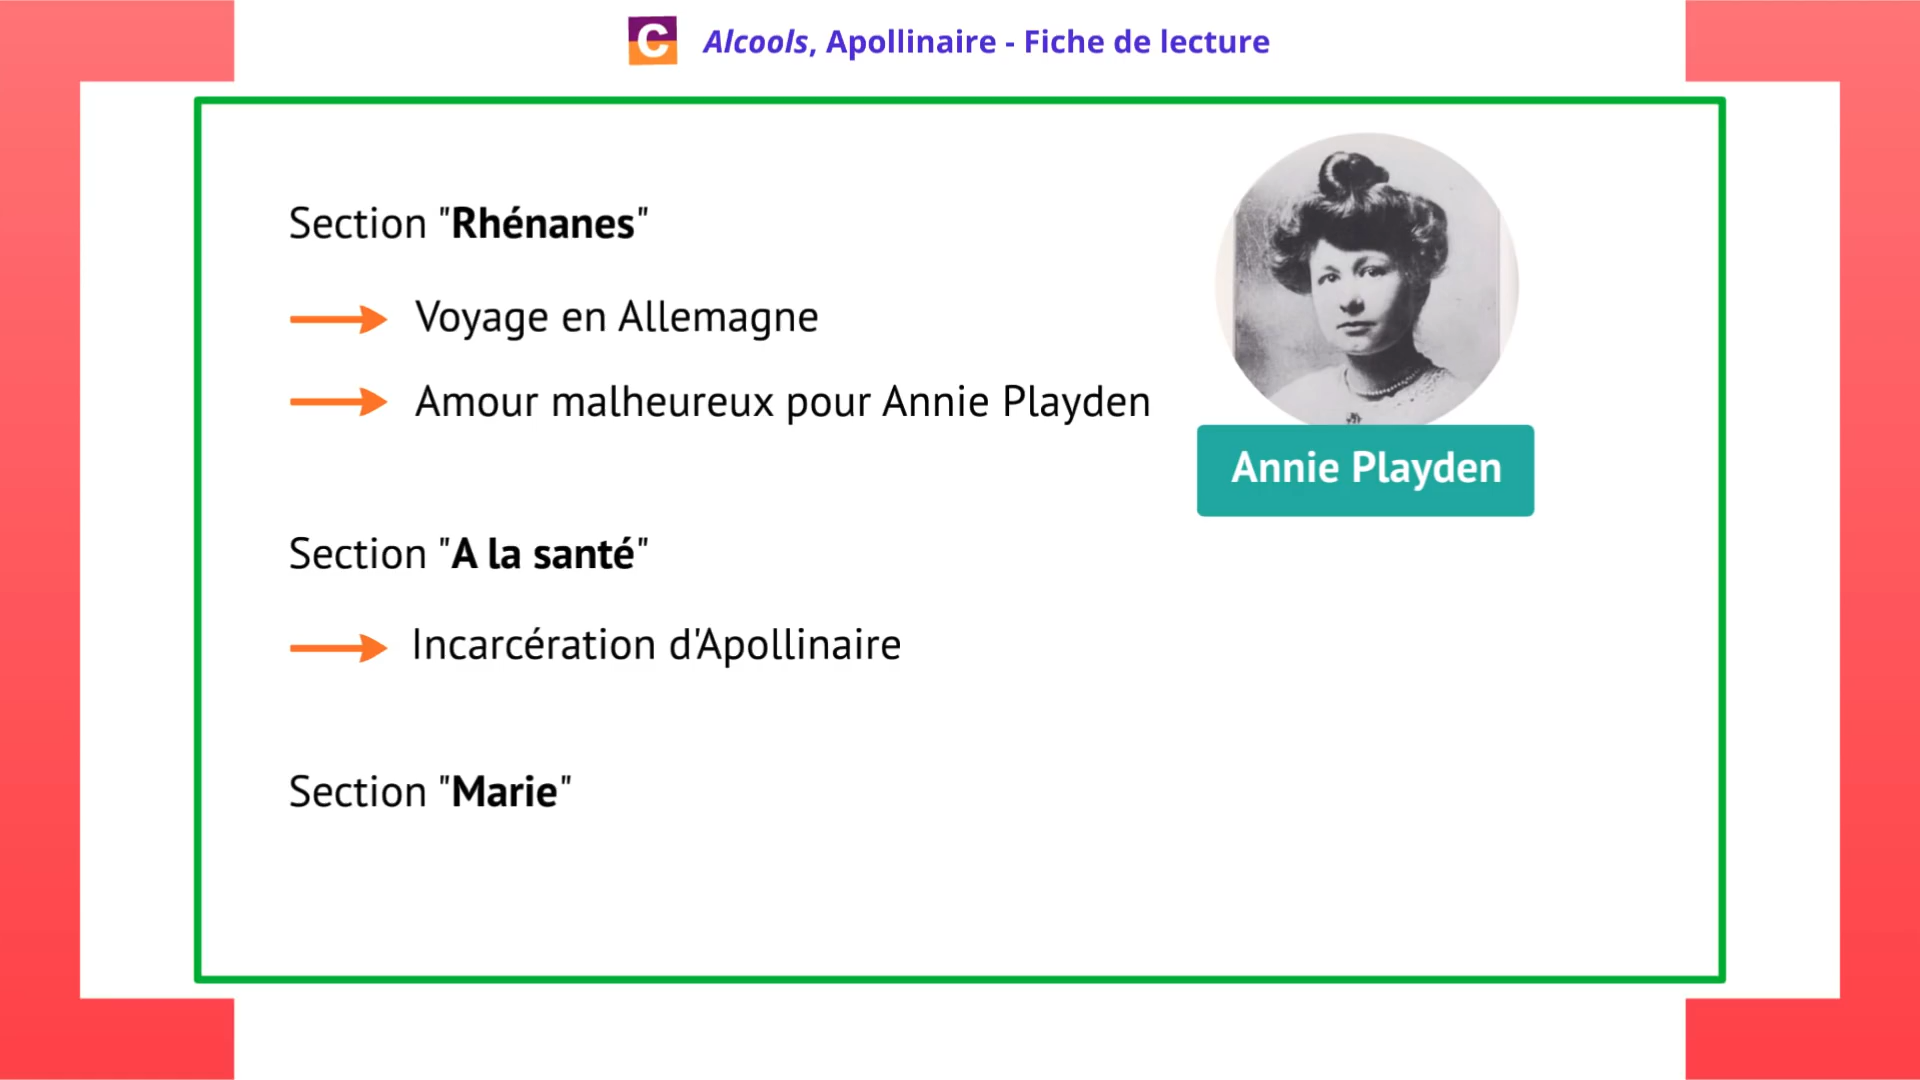 C
Alcools, Apollinaire - Fiche de lecture
Section "Rhénanes"
Voyage en Allemagne
Amour malheureux pour Annie Playden
Annie Playden
Section "A la santé"
Incarcération d'Apollinaire
Section "Marie"